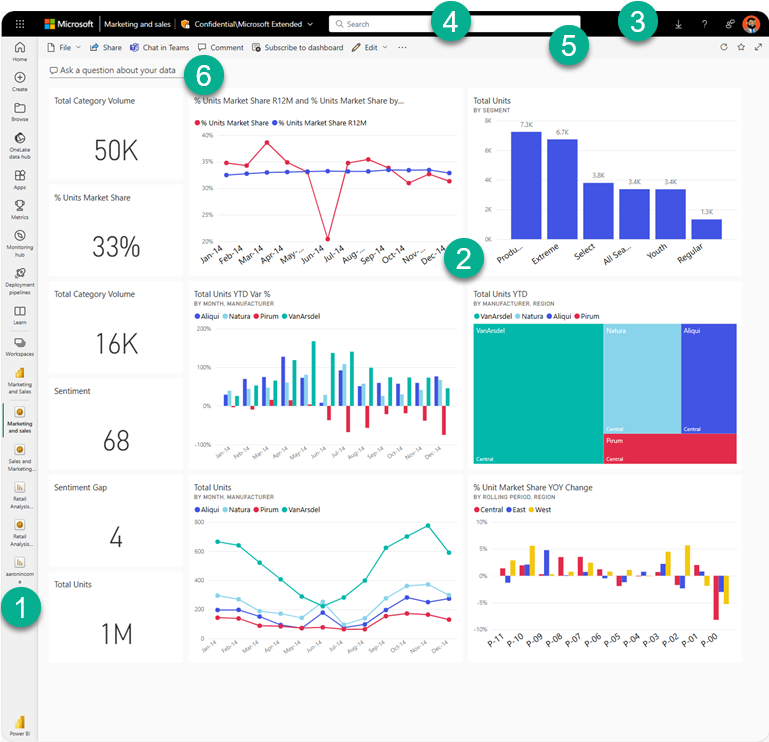 Microsoft Marketing and sales Confidential\Microsoft Extended Search 4 3 ?
5
File Share Chat in Teams Comment Subscribe to dashboard Edit ...
Ask a question about your data 6
Home
Create
Browse
OneLake
data hub
Apps
Metrics
Monitoring
hub
Deployment
pipelines
Learn
Workspaces
Marketing
and Sales
Marketing
and sales
Sales and
Marketing...
Retail
Analysis...
Retail
Analysis...
aaronincom
e
1
Power BI
Total Category Volume
50K
% Units Market Share
33%
Total Category Volume
16K
Sentiment
68
Sentiment Gap
4
Total Units
1M
% Units Market Share R12M and % Units Market Share by...
% Units Market Share % Units Market Share R12M
40%
35%
30%
25%
20%
Jan-14 Feb-14 Mar-14 Apr-14 May-... Jun-14 Jul-14 Aug-... Sep-14 Oct-14 Nov-... Dec-14
2
Total Units
BY SEGMENT
8K
6K
4K
2K
0K
7.3K 6.7K 3.8K 3.4K 3.4K 1.3K
Produ... Extreme Select All Sea... Youth Regular
Total Units YTD Var %
BY MONTH, MANUFACTURER
Aliqui Natura Pirum VanArsdel
200%
100%
0%
-100%
Jan-14 Feb-14 Mar-14 Apr-14 May-14 Jun-14 Jul-14 Aug-14 Sep-14 Oct-14 Nov-14 Dec-14
Total Units YTD
BY MANUFACTURER, REGION
VanArsdel Natura Aliqui Pirum
VanArsdel Natura Aliqui
Central Central
Pirum
Central Central
Total Units
BY MONTH, MANUFACTURER
Aliqui Natura Pirum VanArsdel
800
600
400
200
0
Jan-14 Feb-14 Mar-14 Apr-14 May-14 Jun-14 Jul-14 Aug-14 Sep-14 Oct-14 Nov-14 Dec-14
% Unit Market Share YOY Change
BY ROLLING PERIOD, REGION
Central East West
10%
5%
0%
-5%
-10%
P-11 P-10 P-09 P-08 P-07 P-06 P-05 P-04 P-03 P-02 P-01 P-00